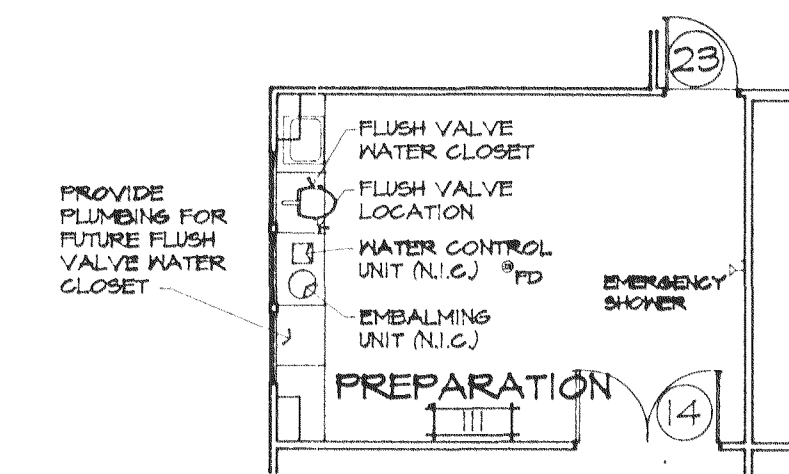 23
FLUSH VALVE
WATER CLOSET
FLUSH VALVE
LOCATION
PROVIDE
PLUMBING FOR
FUTURE FLUSH
VALVE WATER
CLOSET
WATER CONTROL
UNIT (N.I.C.)
FD
EMERGENCY
SHOWER
EMBALMING
UNIT (N.I.C.)
PREPARATION
14